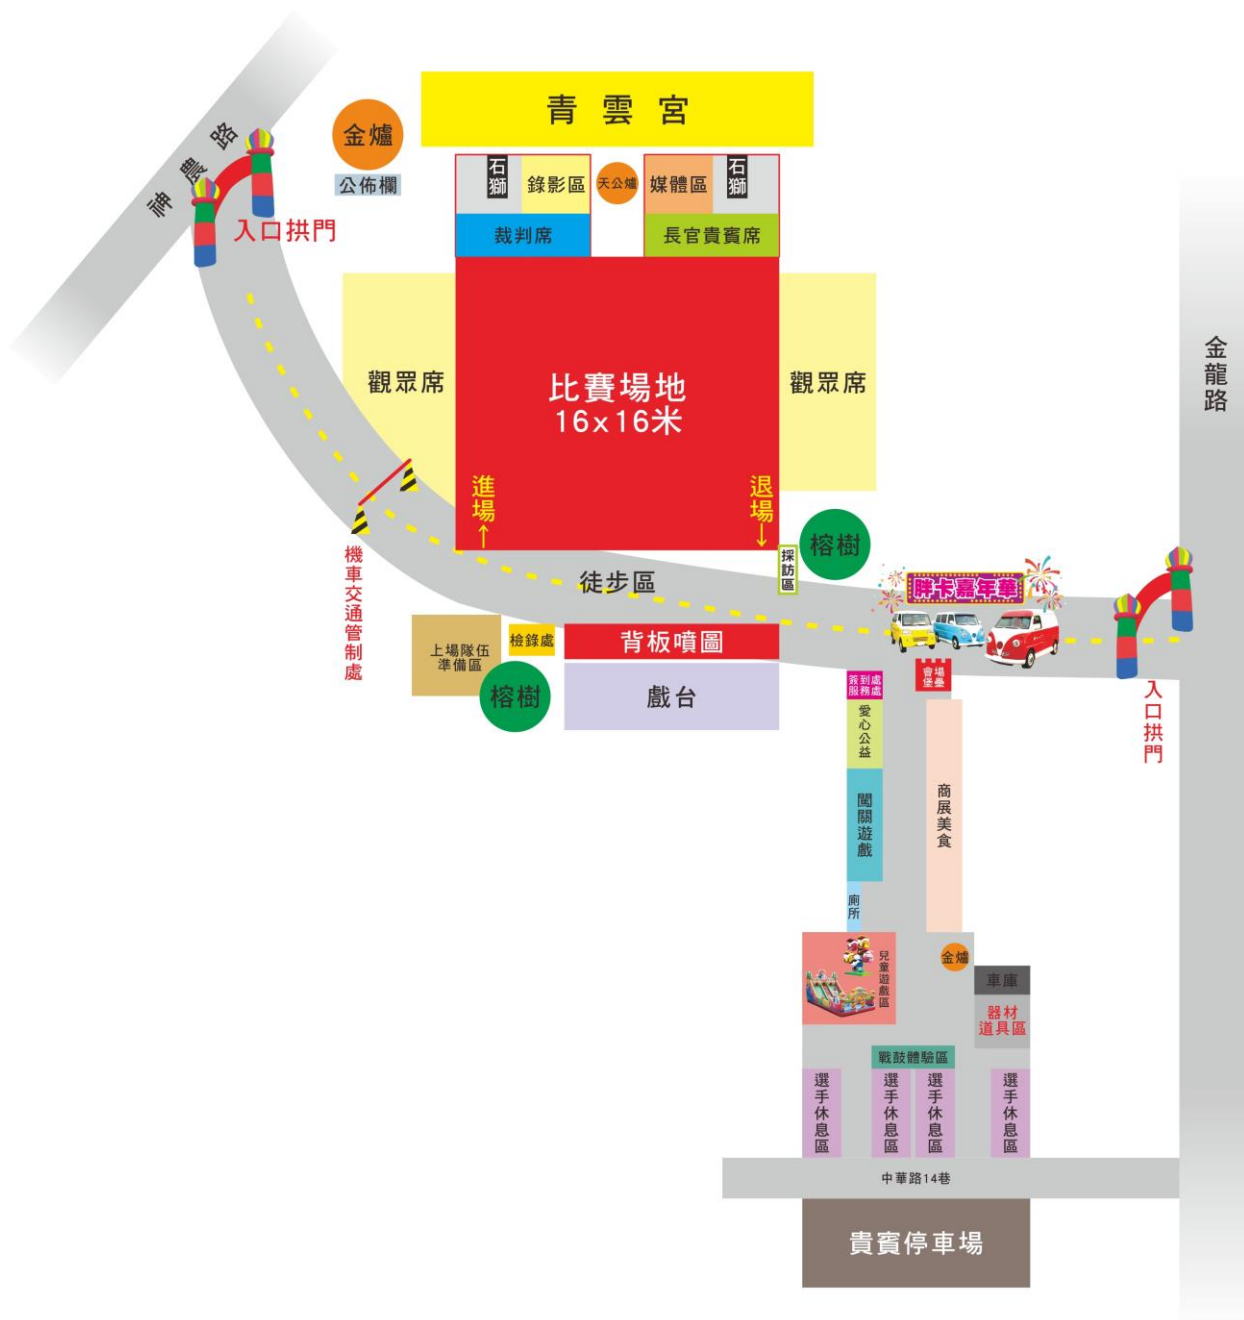 神農路
入口拱門
金爐
公佈欄
青雲宮
石獅
錄影區
天公爐
媒體區
石獅
裁判席
長官貴賓席
觀眾席
比賽場地
16x16米
觀眾席
金龍路
進場
退場
採訪區
榕樹
機車交通管制處
徒步區
胖卡嘉年華
上場隊伍
準備區
檢錄處
背板噴圖
榕樹
戲台
簽到處
服務處
會場
堡壘
入口拱門
愛心公益
闖關遊戲
商展美食
廁所
兒童遊戲區
金爐
車庫
器材
道具區
戰鼓體驗區
選手休息區
選手休息區
選手休息區
選手休息區
中華路14巷
貴賓停車場